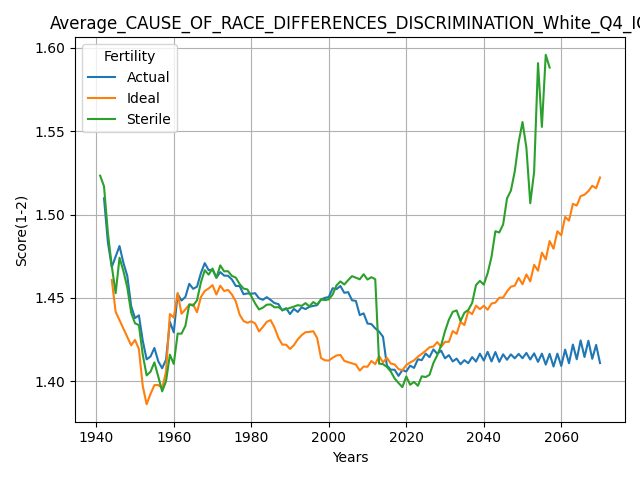 Average_CAUSE_OF_RACE_DIFFERENCES_DISCRIMINATION_White_Q4_IC
Fertility
Actual
Ideal
Sterile
Score(1-2)
1.60
1.55
1.50
1.45
1.40
1940 1960 1980 2000 2020 2040 2060
Years